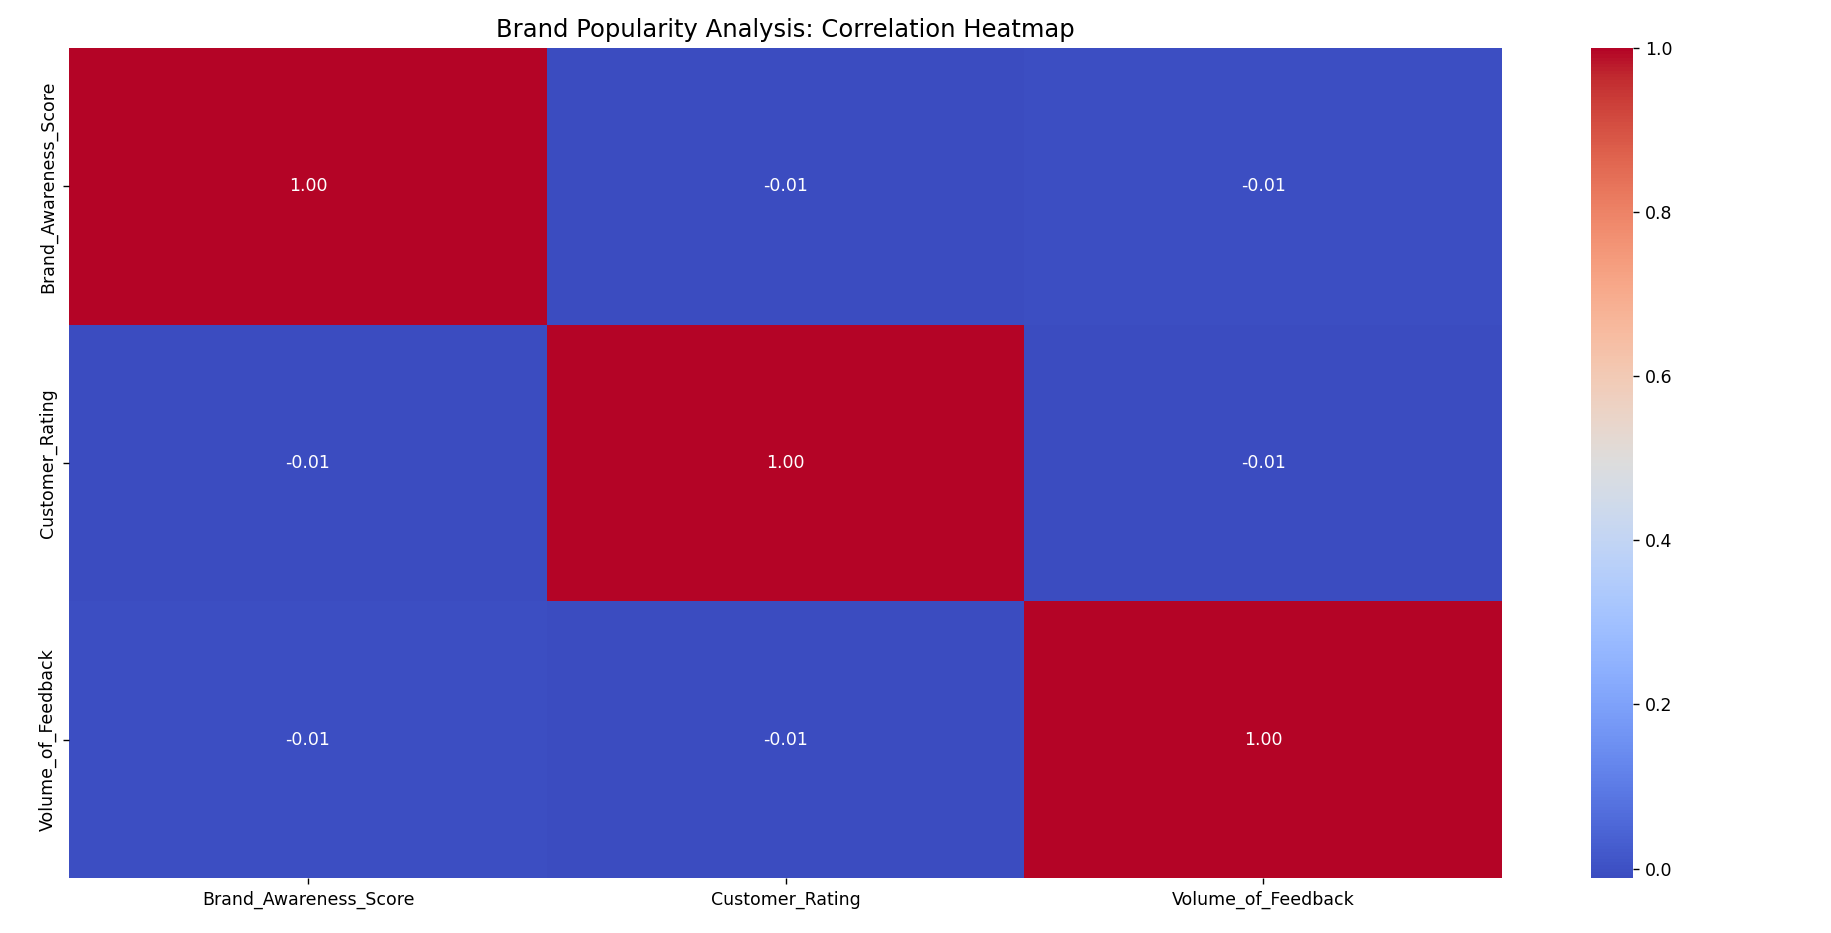 Brand Popularity Analysis: Correlation Heatmap
Brand_Awareness_Score
1.00
-0.01
-0.01
Customer_Rating
-0.01
1.00
-0.01
Volume_of_Feedback
-0.01
-0.01
1.00
Brand_Awareness_Score
Customer_Rating
Volume_of_Feedback
1.0
0.8
0.6
0.4
0.2
0.0